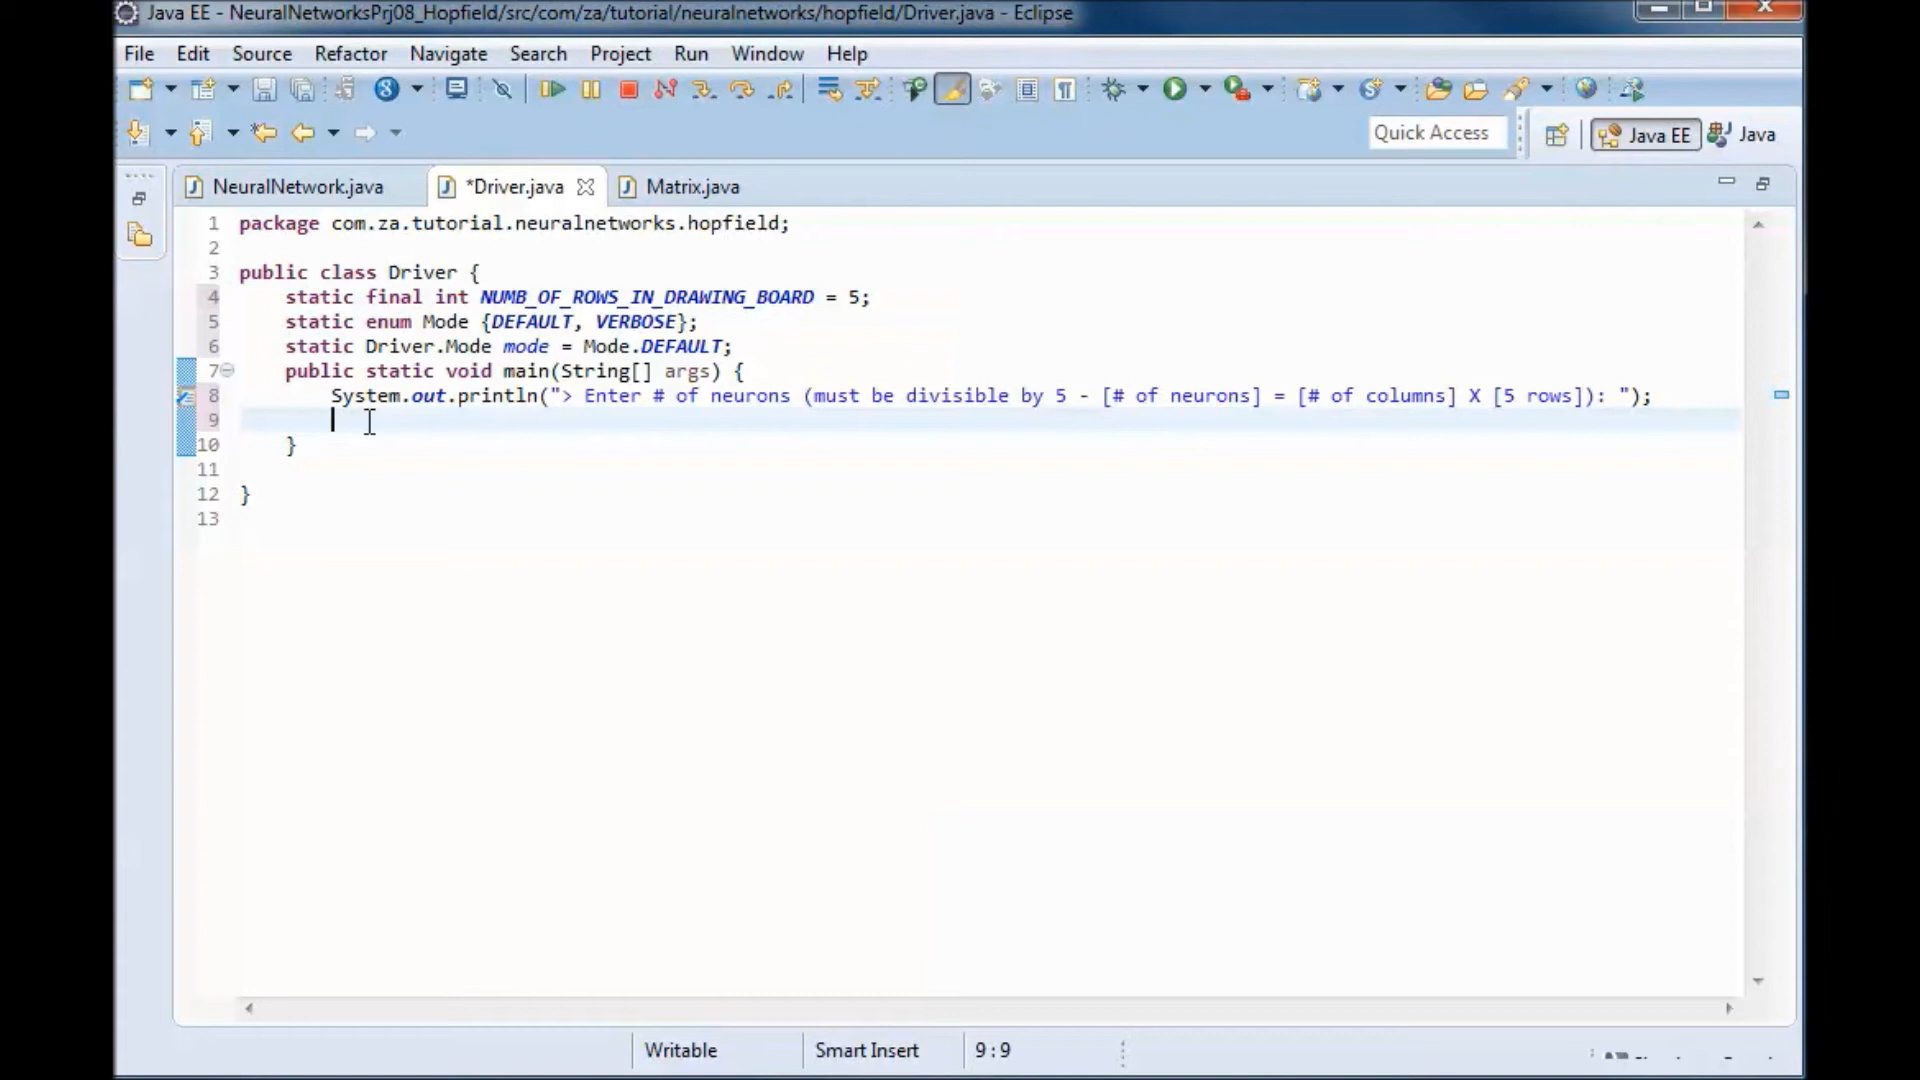 Java EE - NeuralNetworksPrj08_Hopfield/src/com/za/tutorial/neuralnetworks/hopfield/Driver.java - Eclipse
File Edit Source Refactor Navigate Search Project Run Window Help
Quick Access Java EE Java
NeuralNetwork.java *Driver.java Matrix.java
1 package com.za.tutorial.neuralnetworks.hopfield;
2
3 public class Driver {
4 static final int NUMB_OF_ROWS_IN_DRAWING_BOARD = 5;
5 static enum Mode {DEFAULT, VERBOSE};
6 static Driver.Mode mode = Mode.DEFAULT;
7 public static void main(String[] args) {
8 System.out.println("> Enter # of neurons (must be divisible by 5 - [# of neurons] = [# of columns] X [5 rows]): ");
9
10 }
11
12 }
13
Writable Smart Insert 9 : 9